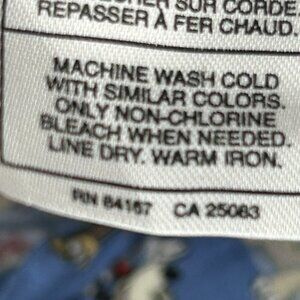 SUR CORDE
REPASSER À FER CHAUD.
MACHINE WASH COLD
WITH SIMILAR COLORS.
ONLY NON-CHLORINE
BLEACH WHEN NEEDED.
LINE DRY. WARM IRON.
RN 84167 CA 25083